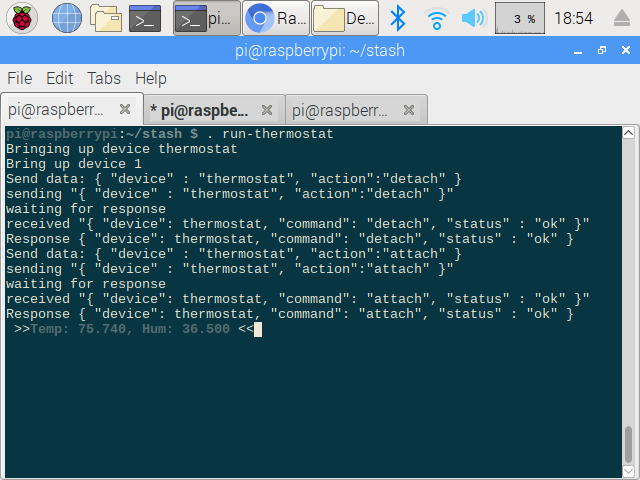 pi...
Ra...
De...
3 %
18:54
pi@raspberrypi: ~/stash
File Edit Tabs Help
pi@raspberr...
* pi@raspbe...
pi@raspberr...
pi@raspberrypi:~/stash $ . run-thermostat
Bringing up device thermostat
Bring up device 1
Send data: { "device" : "thermostat", "action":"detach" }
sending "{ "device" : "thermostat", "action":"detach" }"
waiting for response
received "{ "device": thermostat, "command": "detach", "status" : "ok" }"
Response { "device": thermostat, "command": "detach", "status" : "ok" }
Send data: { "device" : "thermostat", "action":"attach" }
sending "{ "device" : "thermostat", "action":"attach" }"
waiting for response
received "{ "device": thermostat, "command": "attach", "status" : "ok" }"
Response { "device": thermostat, "command": "attach", "status" : "ok" }
>>Temp: 75.740, Hum: 36.500 <<